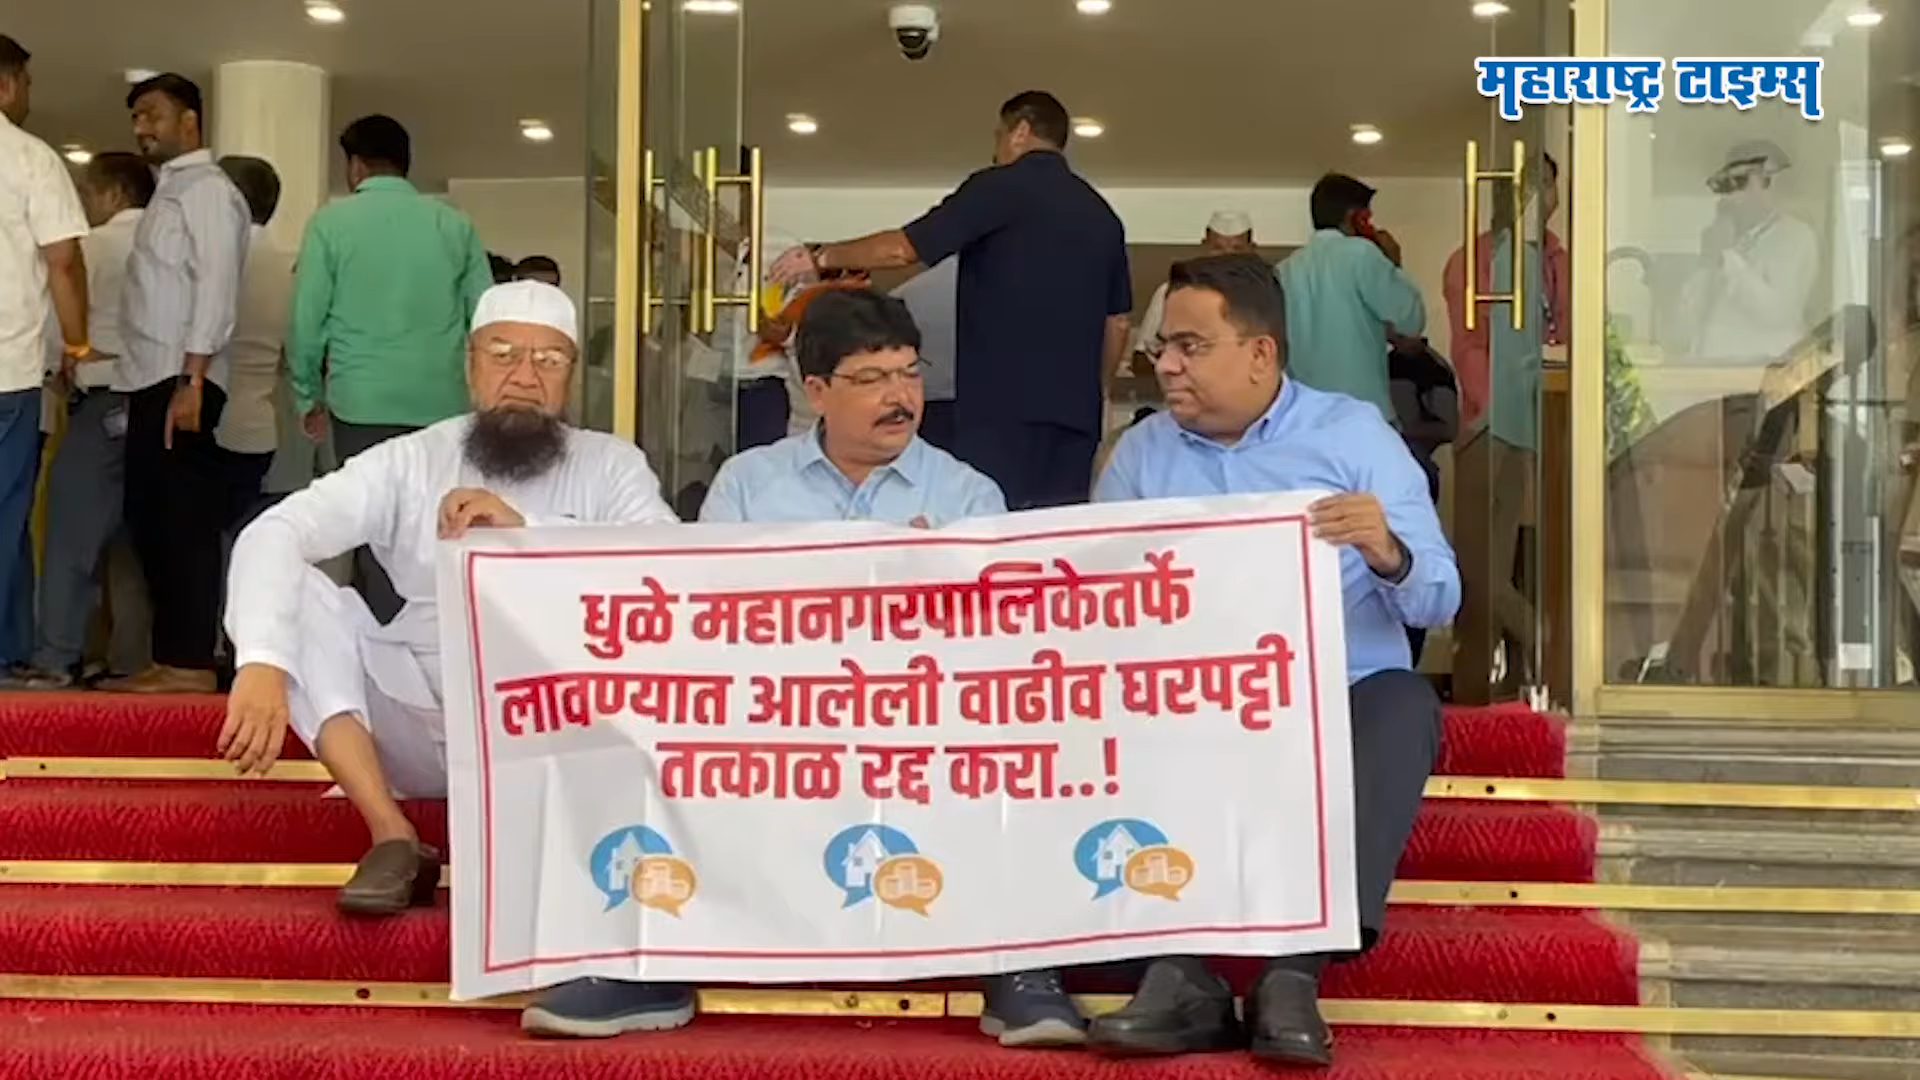 महाराष्ट्र टाइम्स
धुळे महानगरपालिकेतर्फे
लावण्यात आलेली वाढीव घरपट्टी
तत्काळ रद्द करा..!